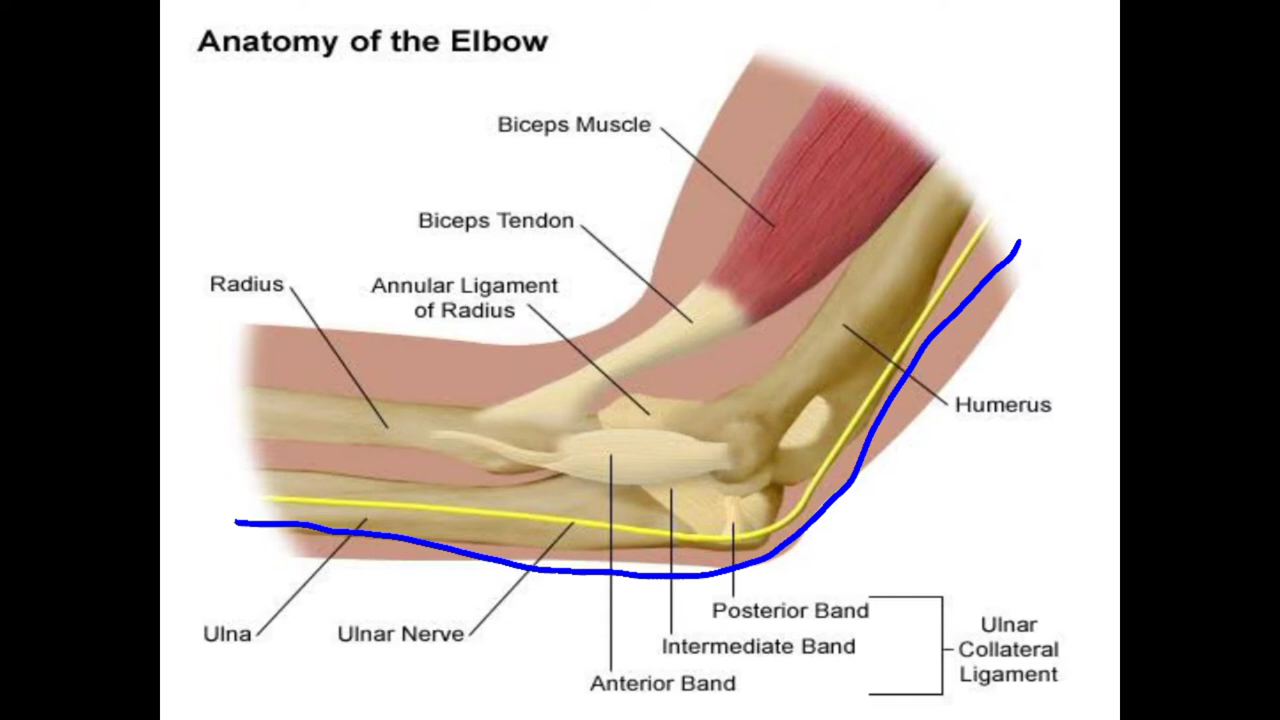 Anatomy of the Elbow
Biceps Muscle
Biceps Tendon
Radius
Annular Ligament
of Radius
Humerus
Ulna
Ulnar Nerve
Posterior Band
Intermediate Band
Anterior Band
Ulnar
Collateral
Ligament